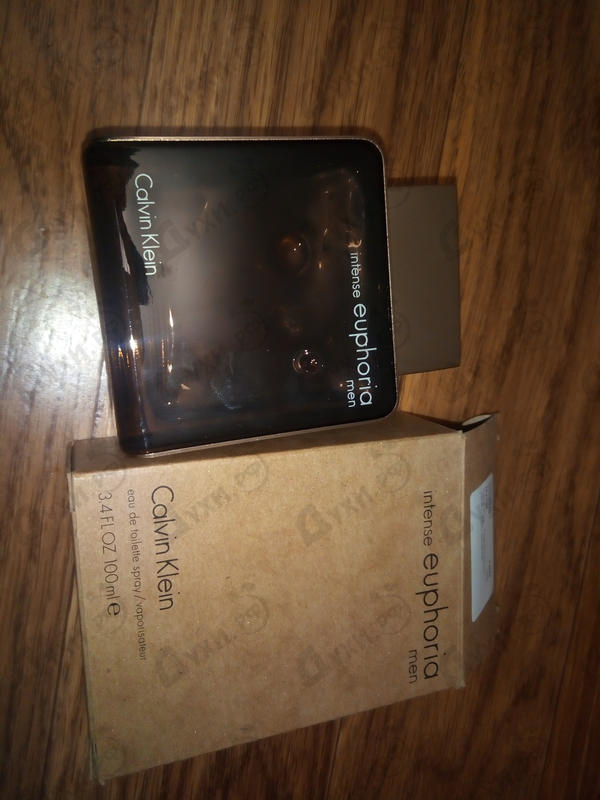 intense euphoria
men
Calvin Klein
intense euphoria
men
Calvin Klein
eau de toilette spray/vaporisateur
3.4 FL OZ 100 ml e